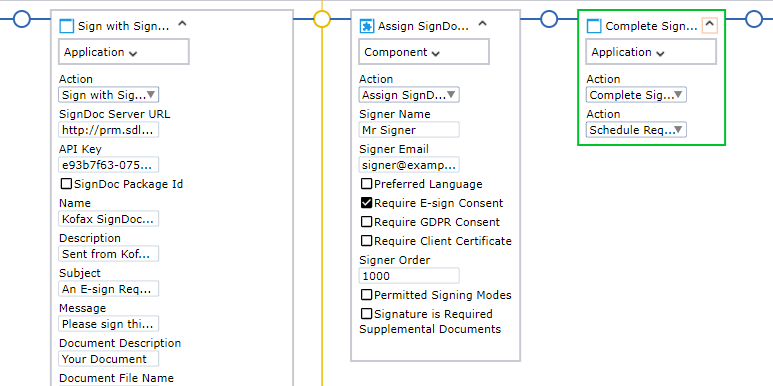 Sign with Sign...
Application
Action
Sign with Sig...
SignDoc Server URL
http://prm.sdl...
API Key
e93b7f63-075...
SignDoc Package Id
Name
Kofax SignDoc...
Description
Sent from Kof...
Subject
An E-sign Req...
Message
Please sign thi...
Document Description
Your Document
Document File Name
Assign SignDo...
Component
Action
Assign SignD...
Signer Name
Mr Signer
Signer Email
signer@examp...
Preferred Language
Require E-sign Consent
Require GDPR Consent
Require Client Certificate
Signer Order
1000
Permitted Signing Modes
Signature is Required
Supplemental Documents
Complete Sign...
Application
Action
Complete Sig...
Action
Schedule Req...